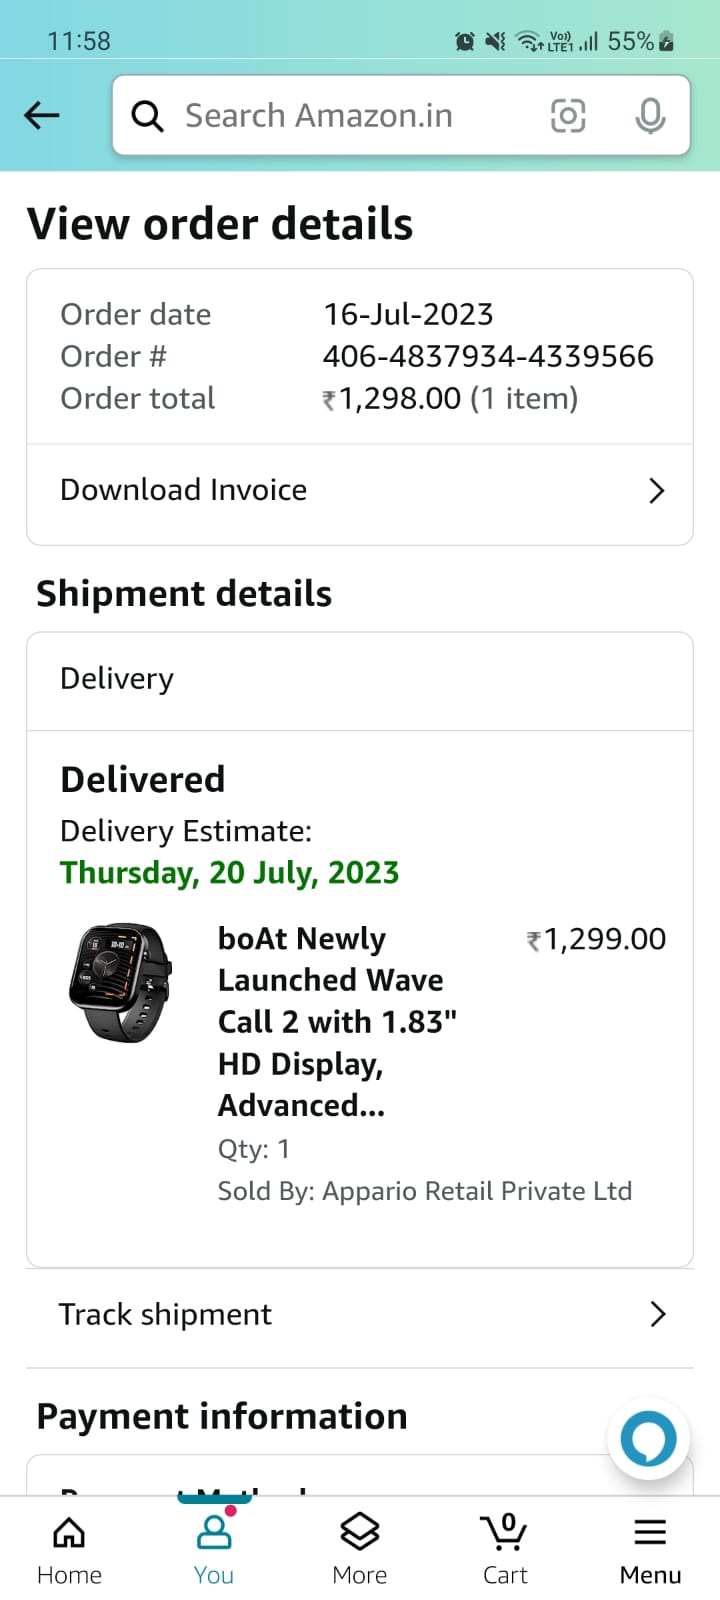 11:58
Vo)) LTE1 55%
Search Amazon.in
View order details
Order date 16-Jul-2023
Order # 406-4837934-4339566
Order total ₹1,298.00 (1 item)
Download Invoice
Shipment details
Delivery
Delivered
Delivery Estimate:
Thursday, 20 July, 2023
boAt Newly ₹1,299.00
Launched Wave
Call 2 with 1.83"
HD Display,
Advanced...
Qty: 1
Sold By: Appario Retail Private Ltd
Track shipment
Payment information
0
Home You More Cart Menu